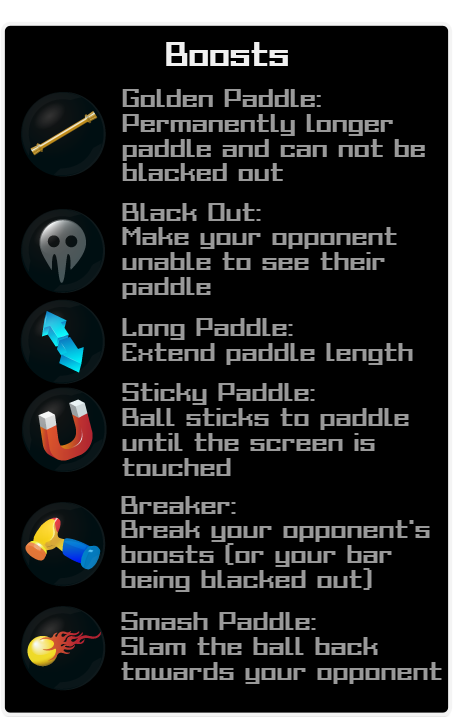 Boosts
Golden Paddle:
Permanently longer
paddle and can not be
blacked out
Black Out:
Make your opponent
unable to see their
paddle
Long Paddle:
Extend paddle length
Sticky Paddle:
Ball sticks to paddle
until the screen is
touched
Breaker:
Break your opponent's
boosts (or your bar
being blacked out)
Smash Paddle:
Slam the ball back
towards your opponent